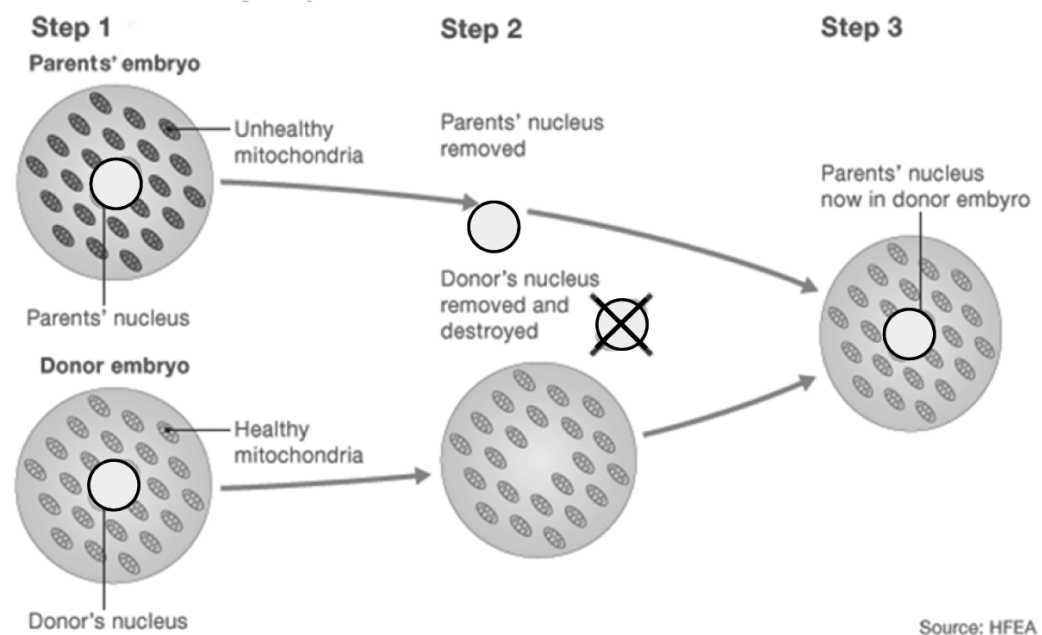 Step 1
Parents' embryo
Unhealthy
mitochondria
Parents' nucleus
Donor embryo
Healthy
mitochondria
Donor's nucleus
Step 2
Parents' nucleus
removed
Donor's nucleus
removed and
destroyed
Step 3
Parents' nucleus
now in donor embyro
Source: HFEA